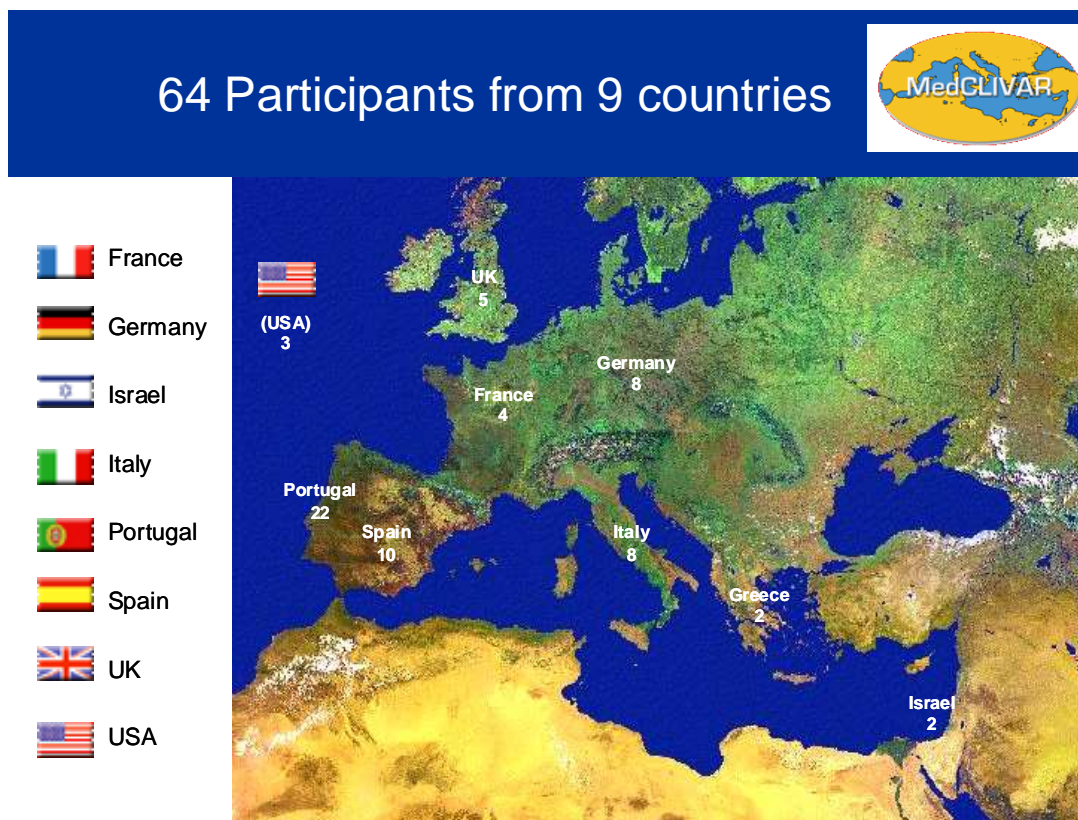 64 Participants from 9 countries
MedCLIVAR
France
Germany
Israel
Italy
Portugal
Spain
UK
USA
UK
5
(USA)
3
Germany
8
France
4
Portugal
22
Spain
10
Italy
8
Greece
2
Israel
2